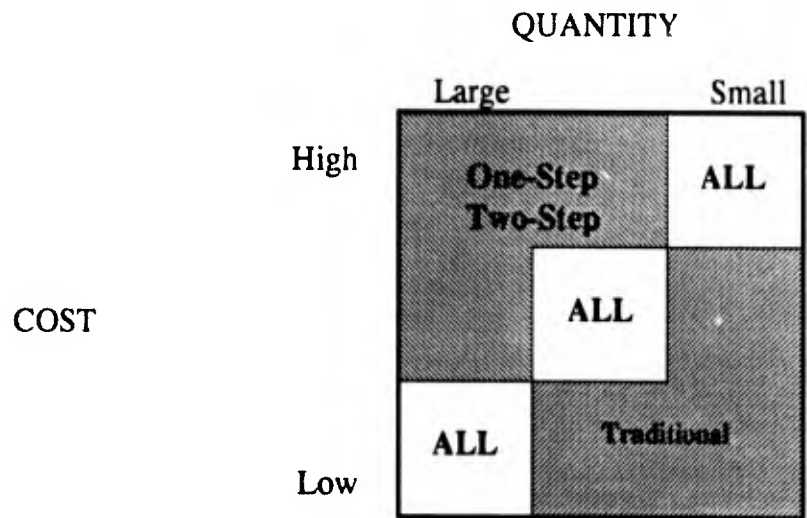 QUANTITY
Large Small
High
One-Step
Two-Step
ALL
ALL
COST
ALL
Traditional
Low